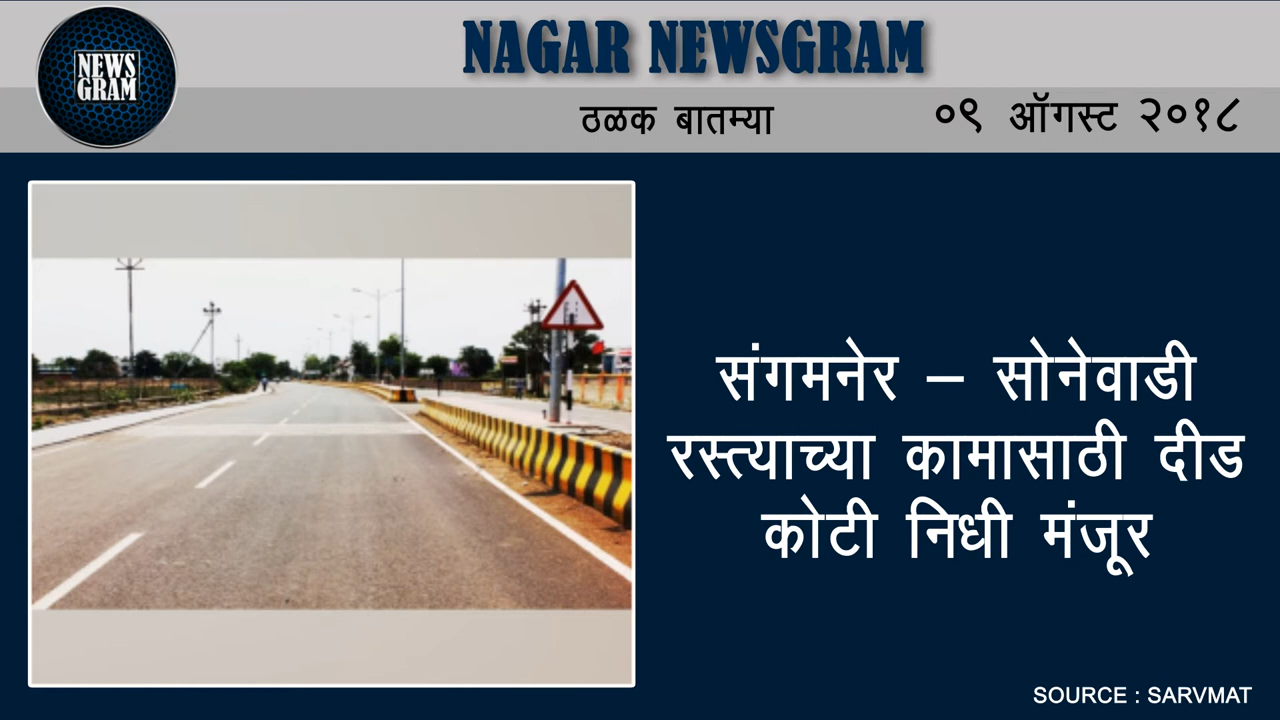 NEWS
GRAM
NAGAR NEWSGRAM
ठळक बातम्या
०९ ऑगस्ट २०१८
संगमनेर – सोनेवाडी
रस्त्याच्या कामासाठी दीड
कोटी निधी मंजूर
SOURCE : SARVMAT